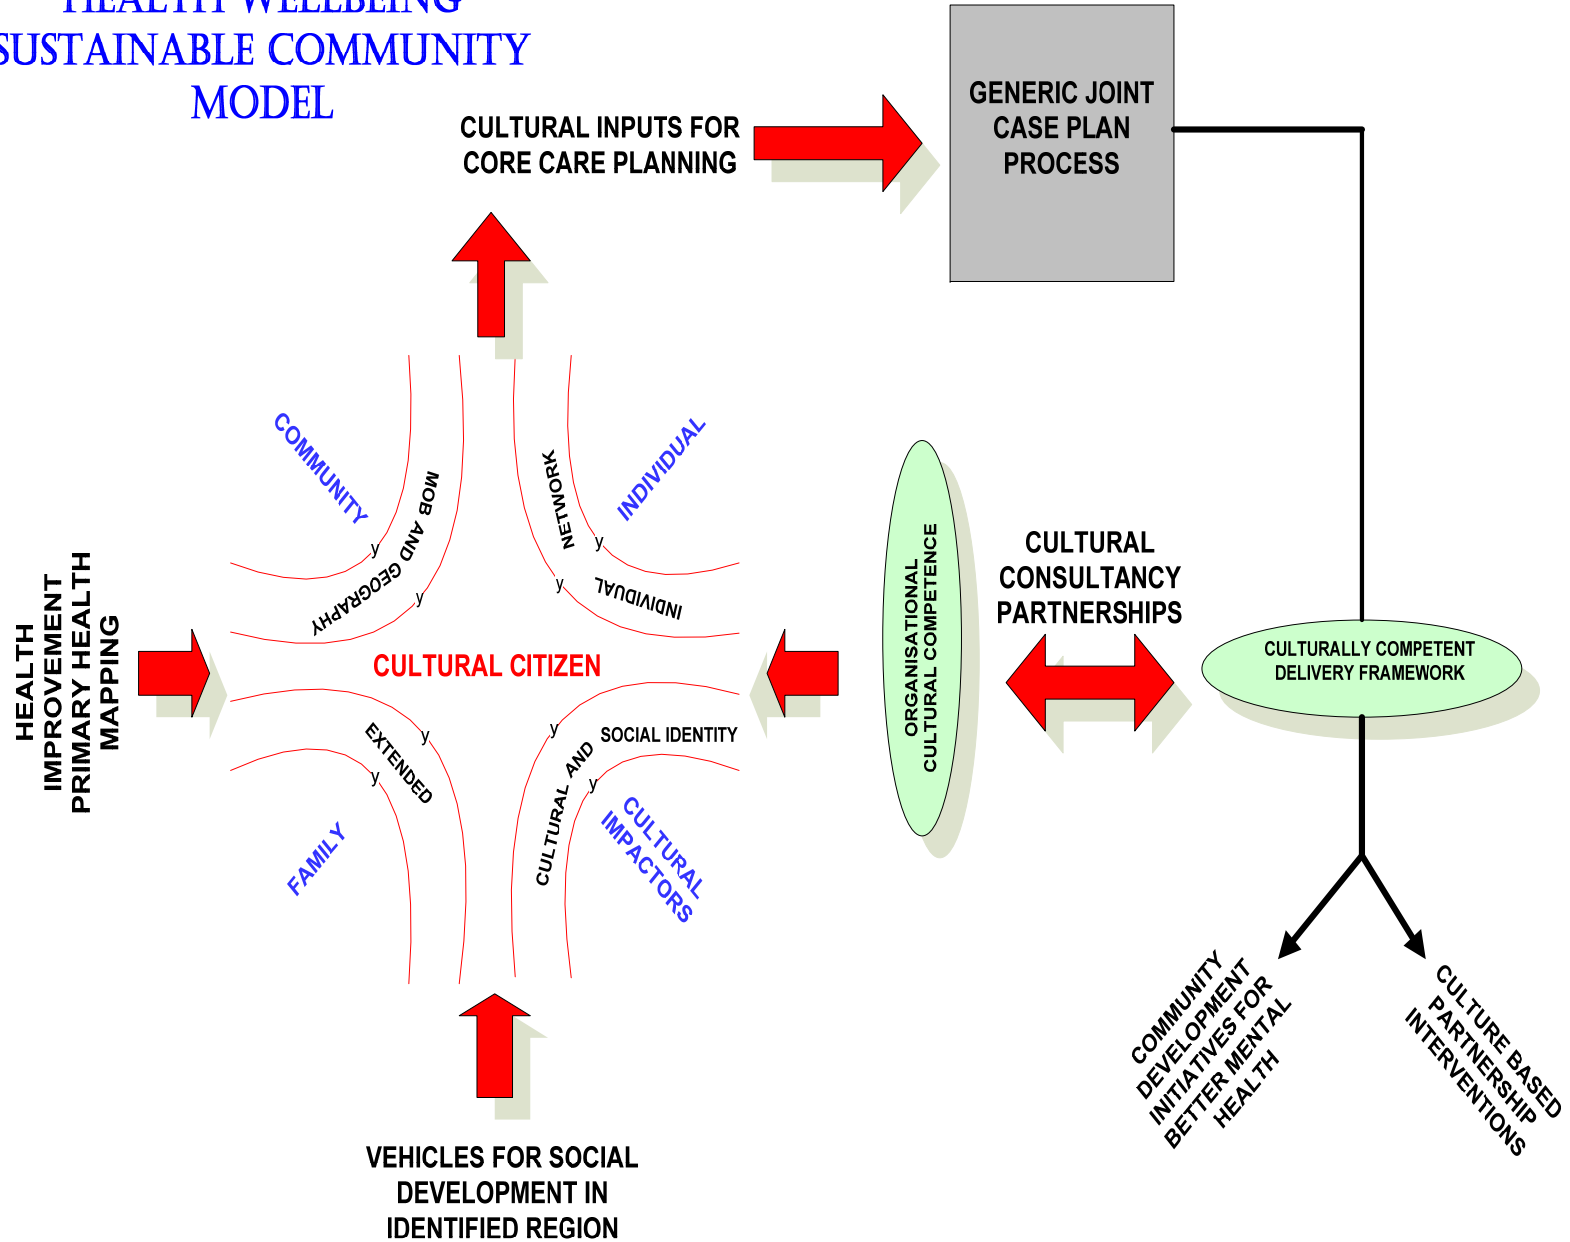 HEALTH WELLBEING
SUSTAINABLE COMMUNITY
MODEL
CULTURAL INPUTS FOR
CORE CARE PLANNING
GENERIC JOINT
CASE PLAN
PROCESS
COMMUNITY
MOB AND GEOGRAPHY
y
y
INDIVIDUAL
NETWORK
INDIVIDUAL
y
y
HEALTH
IMPROVEMENT
PRIMARY HEALTH
MAPPING
CULTURAL CITIZEN
EXTENDED
y
y
FAMILY
CULTURAL AND
SOCIAL IDENTITY
y
y
CULTURAL
IMPACTORS
ORGANISATIONAL
CULTURAL COMPETENCE
CULTURAL
CONSULTANCY
PARTNERSHIPS
CULTURALLY COMPETENT
DELIVERY FRAMEWORK
COMMUNITY
DEVELOPMENT
INITIATIVES FOR
BETTER MENTAL
HEALTH
CULTURE BASED
PARTNERSHIP
INTERVENTIONS
VEHICLES FOR SOCIAL
DEVELOPMENT IN
IDENTIFIED REGION